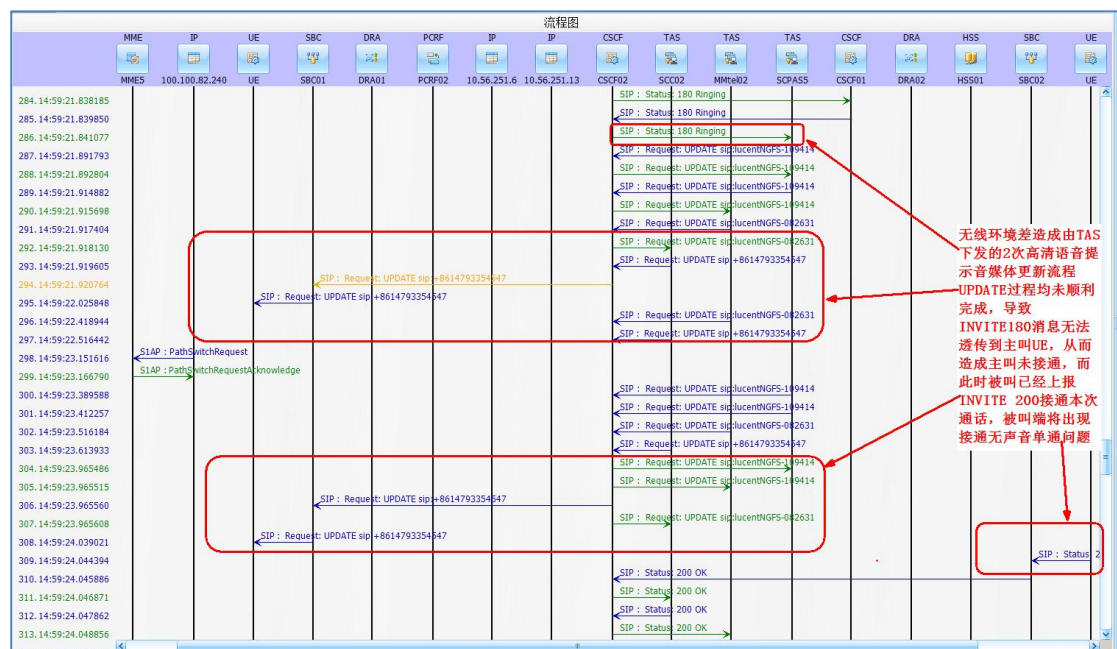 流程图
MME IP UE SBC DRA PCRF IP IP CSCF TAS TAS TAS CSCF DRA HSS SBC UE
MME5 100.100.82.240 UE SBC01 DRA01 PCRF02 10.56.251.6 10.56.251.13 CSCF02 SCC02 MMtel02 SCPAS5 CSCF01 DRA02 HSS01 SBC02 UE
284.14:59:21.838185 SIP : Status: 180 Ringing
285.14:59:21.839850 SIP : Status: 180 Ringing
286.14:59:21.841077 SIP : Status: 180 Ringing
287.14:59:21.891793 SIP : Request: UPDATE sip:lucentNGFS-109414
288.14:59:21.892804 SIP : Request: UPDATE sip:lucentNGFS-109414
289.14:59:21.914882 SIP : Request: UPDATE sip:lucentNGFS-109414
290.14:59:21.915698 SIP : Request: UPDATE sip:lucentNGFS-109414
291.14:59:21.917404 SIP : Request: UPDATE sip:lucentNGFS-082631
292.14:59:21.918130 SIP : Request: UPDATE sip:lucentNGFS-082631
293.14:59:21.919605 SIP : Request: UPDATE sip:+8614793354547
294.14:59:21.920764 SIP : Request: UPDATE sip:+8614793354547
295.14:59:22.025848 SIP : Request: UPDATE sip:+8614793354547
296.14:59:22.418944 SIP : Request: UPDATE sip:lucentNGFS-082631
297.14:59:22.516442 SIP : Request: UPDATE sip:+8614793354547
298.14:59:23.151616 S1AP : PathSwitchRequest
299.14:59:23.166790 S1AP : PathSwitchRequestAcknowledge
300.14:59:23.389588 SIP : Request: UPDATE sip:lucentNGFS-109414
301.14:59:23.412257 SIP : Request: UPDATE sip:lucentNGFS-109414
302.14:59:23.516184 SIP : Request: UPDATE sip:lucentNGFS-082631
303.14:59:23.613933 SIP : Request: UPDATE sip:+8614793354547
304.14:59:23.965486 SIP : Request: UPDATE sip:lucentNGFS-109414
305.14:59:23.965515 SIP : Request: UPDATE sip:lucentNGFS-109414
306.14:59:23.965560 SIP : Request: UPDATE sip:+8614793354547
307.14:59:23.965608 SIP : Request: UPDATE sip:lucentNGFS-082631
308.14:59:24.039021 SIP : Request: UPDATE sip:+8614793354547
309.14:59:24.044394 SIP : Status: 2
310.14:59:24.045886 SIP : Status: 200 OK
311.14:59:24.046871 SIP : Status: 200 OK
312.14:59:24.047862 SIP : Status: 200 OK
313.14:59:24.048856 SIP : Status: 200 OK
无线环境差造成由TAS
下发的2次高清语音提
示音媒体更新流程
UPDATE过程均未顺利
完成，导致
INVITE180消息无法
透传到主叫UE，从而
造成主叫未接通，而
此时被叫已经上报
INVITE 200接通本次
通话，被叫端将出现
接通无声音单通问题